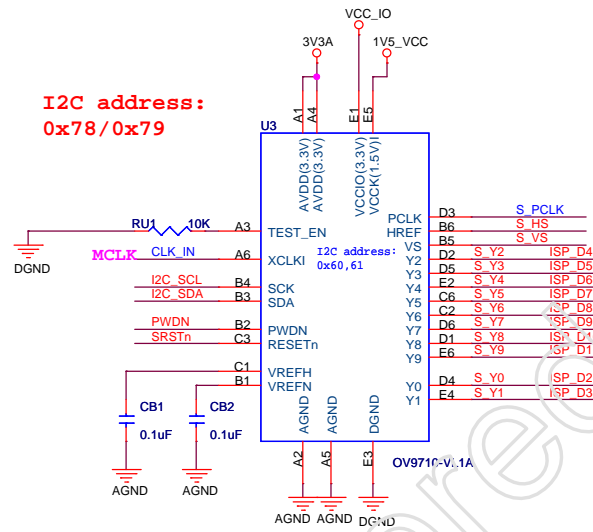 VCC_IO
3V3A 1V5_VCC
I2C address:
0x78/0x79
U3
A1 A4 E1 E5
AVDD(3.3V) AVDD(3.3V) VCCIO(3.3V) VCCK(1.5V)I
RU1 10K A3 TEST_EN
DGND
MCLK CLK_IN A6 XCLKI
I2C address:
0x60,61
I2C_SCL B4 SCK
I2C_SDA B3 SDA
PWDN B2 PWDN
SRSTn C3 RESETn
C1 VREFH
B1 VREFN
PCLK D3 S_PCLK
HREF B6 S_HS
VS B5 S_VS
Y2 D2 S_Y2 ISP_D4
Y3 D5 S_Y3 ISP_D5
Y4 E2 S_Y4 ISP_D6
Y5 C6 S_Y5 ISP_D7
Y6 C2 S_Y6 ISP_D8
Y7 D6 S_Y7 ISP_D9
Y8 D1 S_Y8 ISP_D1
Y9 E6 S_Y9 ISP_D1
Y0 D4 S_Y0 ISP_D2
Y1 E4 S_Y1 ISP_D3
CB1 CB2
0.1uF 0.1uF
AGND AGND DGND
A2 A5 E3
AGND AGND
AGND AGND DGND